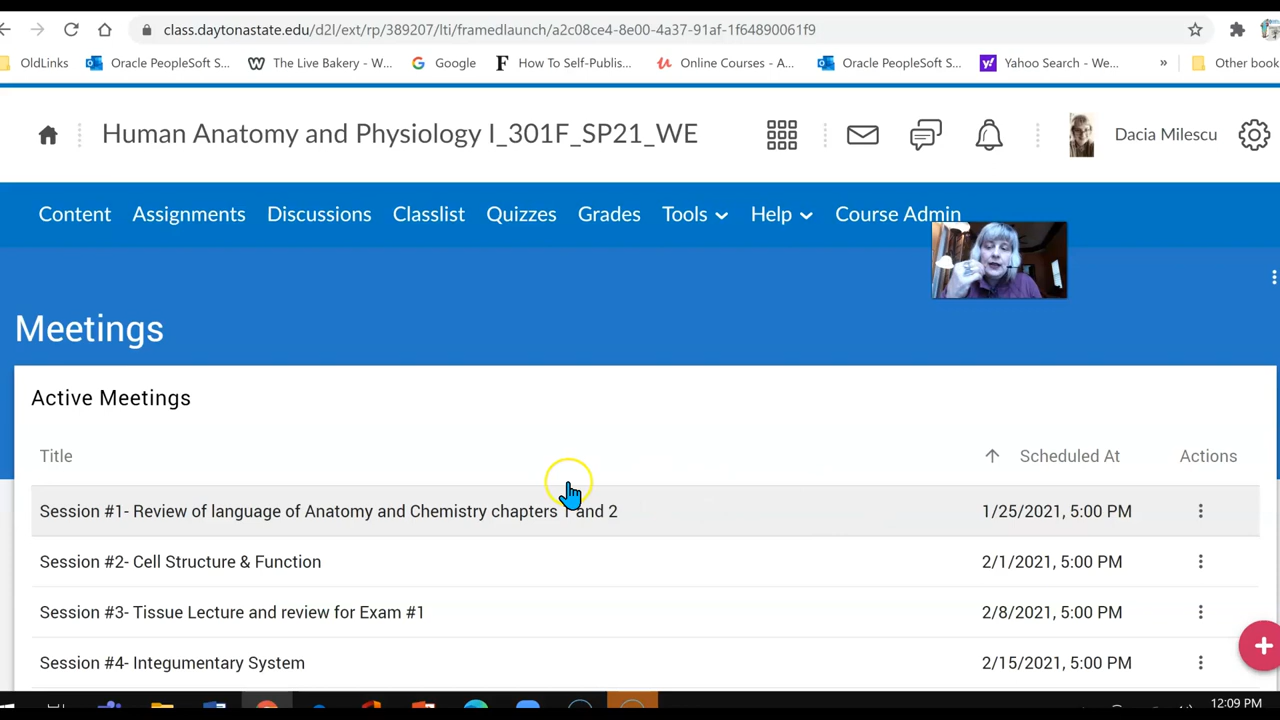 class.daytonastate.edu/d2l/ext/rp/389207/lti/framedlaunch/a2c08ce4-8e00-4a37-91af-1f64890061f9
OldLinks Oracle PeopleSoft S... The Live Bakery - W... Google How To Self-Publis... Online Courses - A... Oracle PeopleSoft S... Yahoo Search - We... » Other book
Human Anatomy and Physiology I_301F_SP21_WE Dacia Milescu
Content Assignments Discussions Classlist Quizzes Grades Tools Help Course Admin
Meetings
Active Meetings
Title Scheduled At Actions
Session #1- Review of language of Anatomy and Chemistry chapters 1 and 2 1/25/2021, 5:00 PM
Session #2- Cell Structure & Function 2/1/2021, 5:00 PM
Session #3- Tissue Lecture and review for Exam #1 2/8/2021, 5:00 PM
Session #4- Integumentary System 2/15/2021, 5:00 PM
12:09 PM